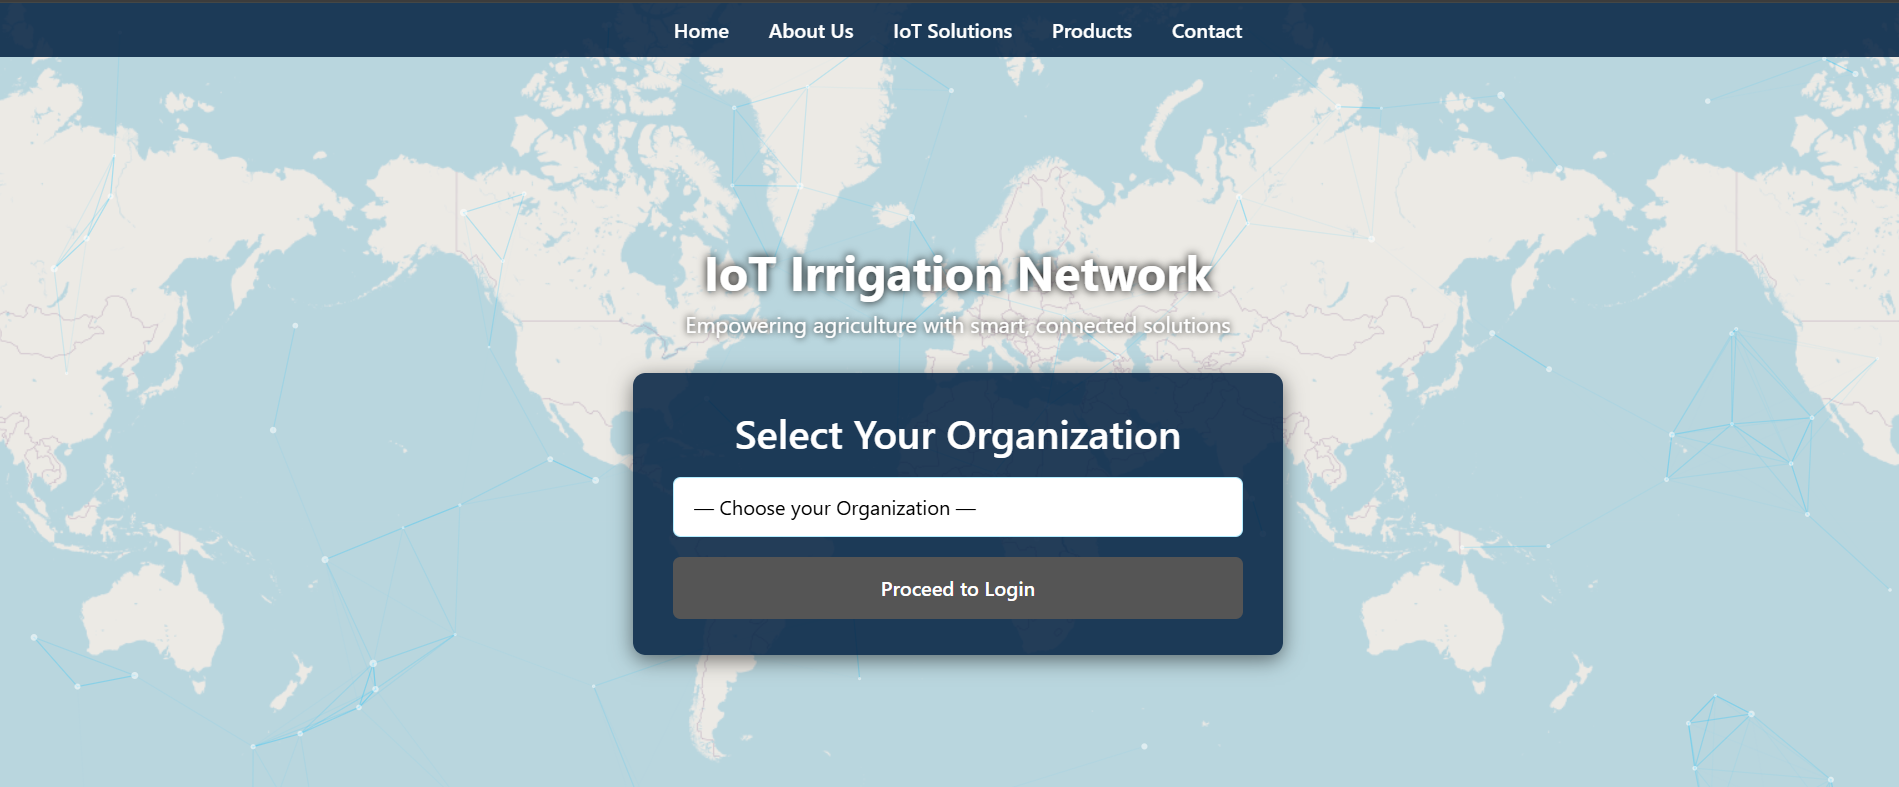 Home About Us IoT Solutions Products Contact
IoT Irrigation Network
Empowering agriculture with smart, connected solutions
Select Your Organization
— Choose your Organization —
Proceed to Login